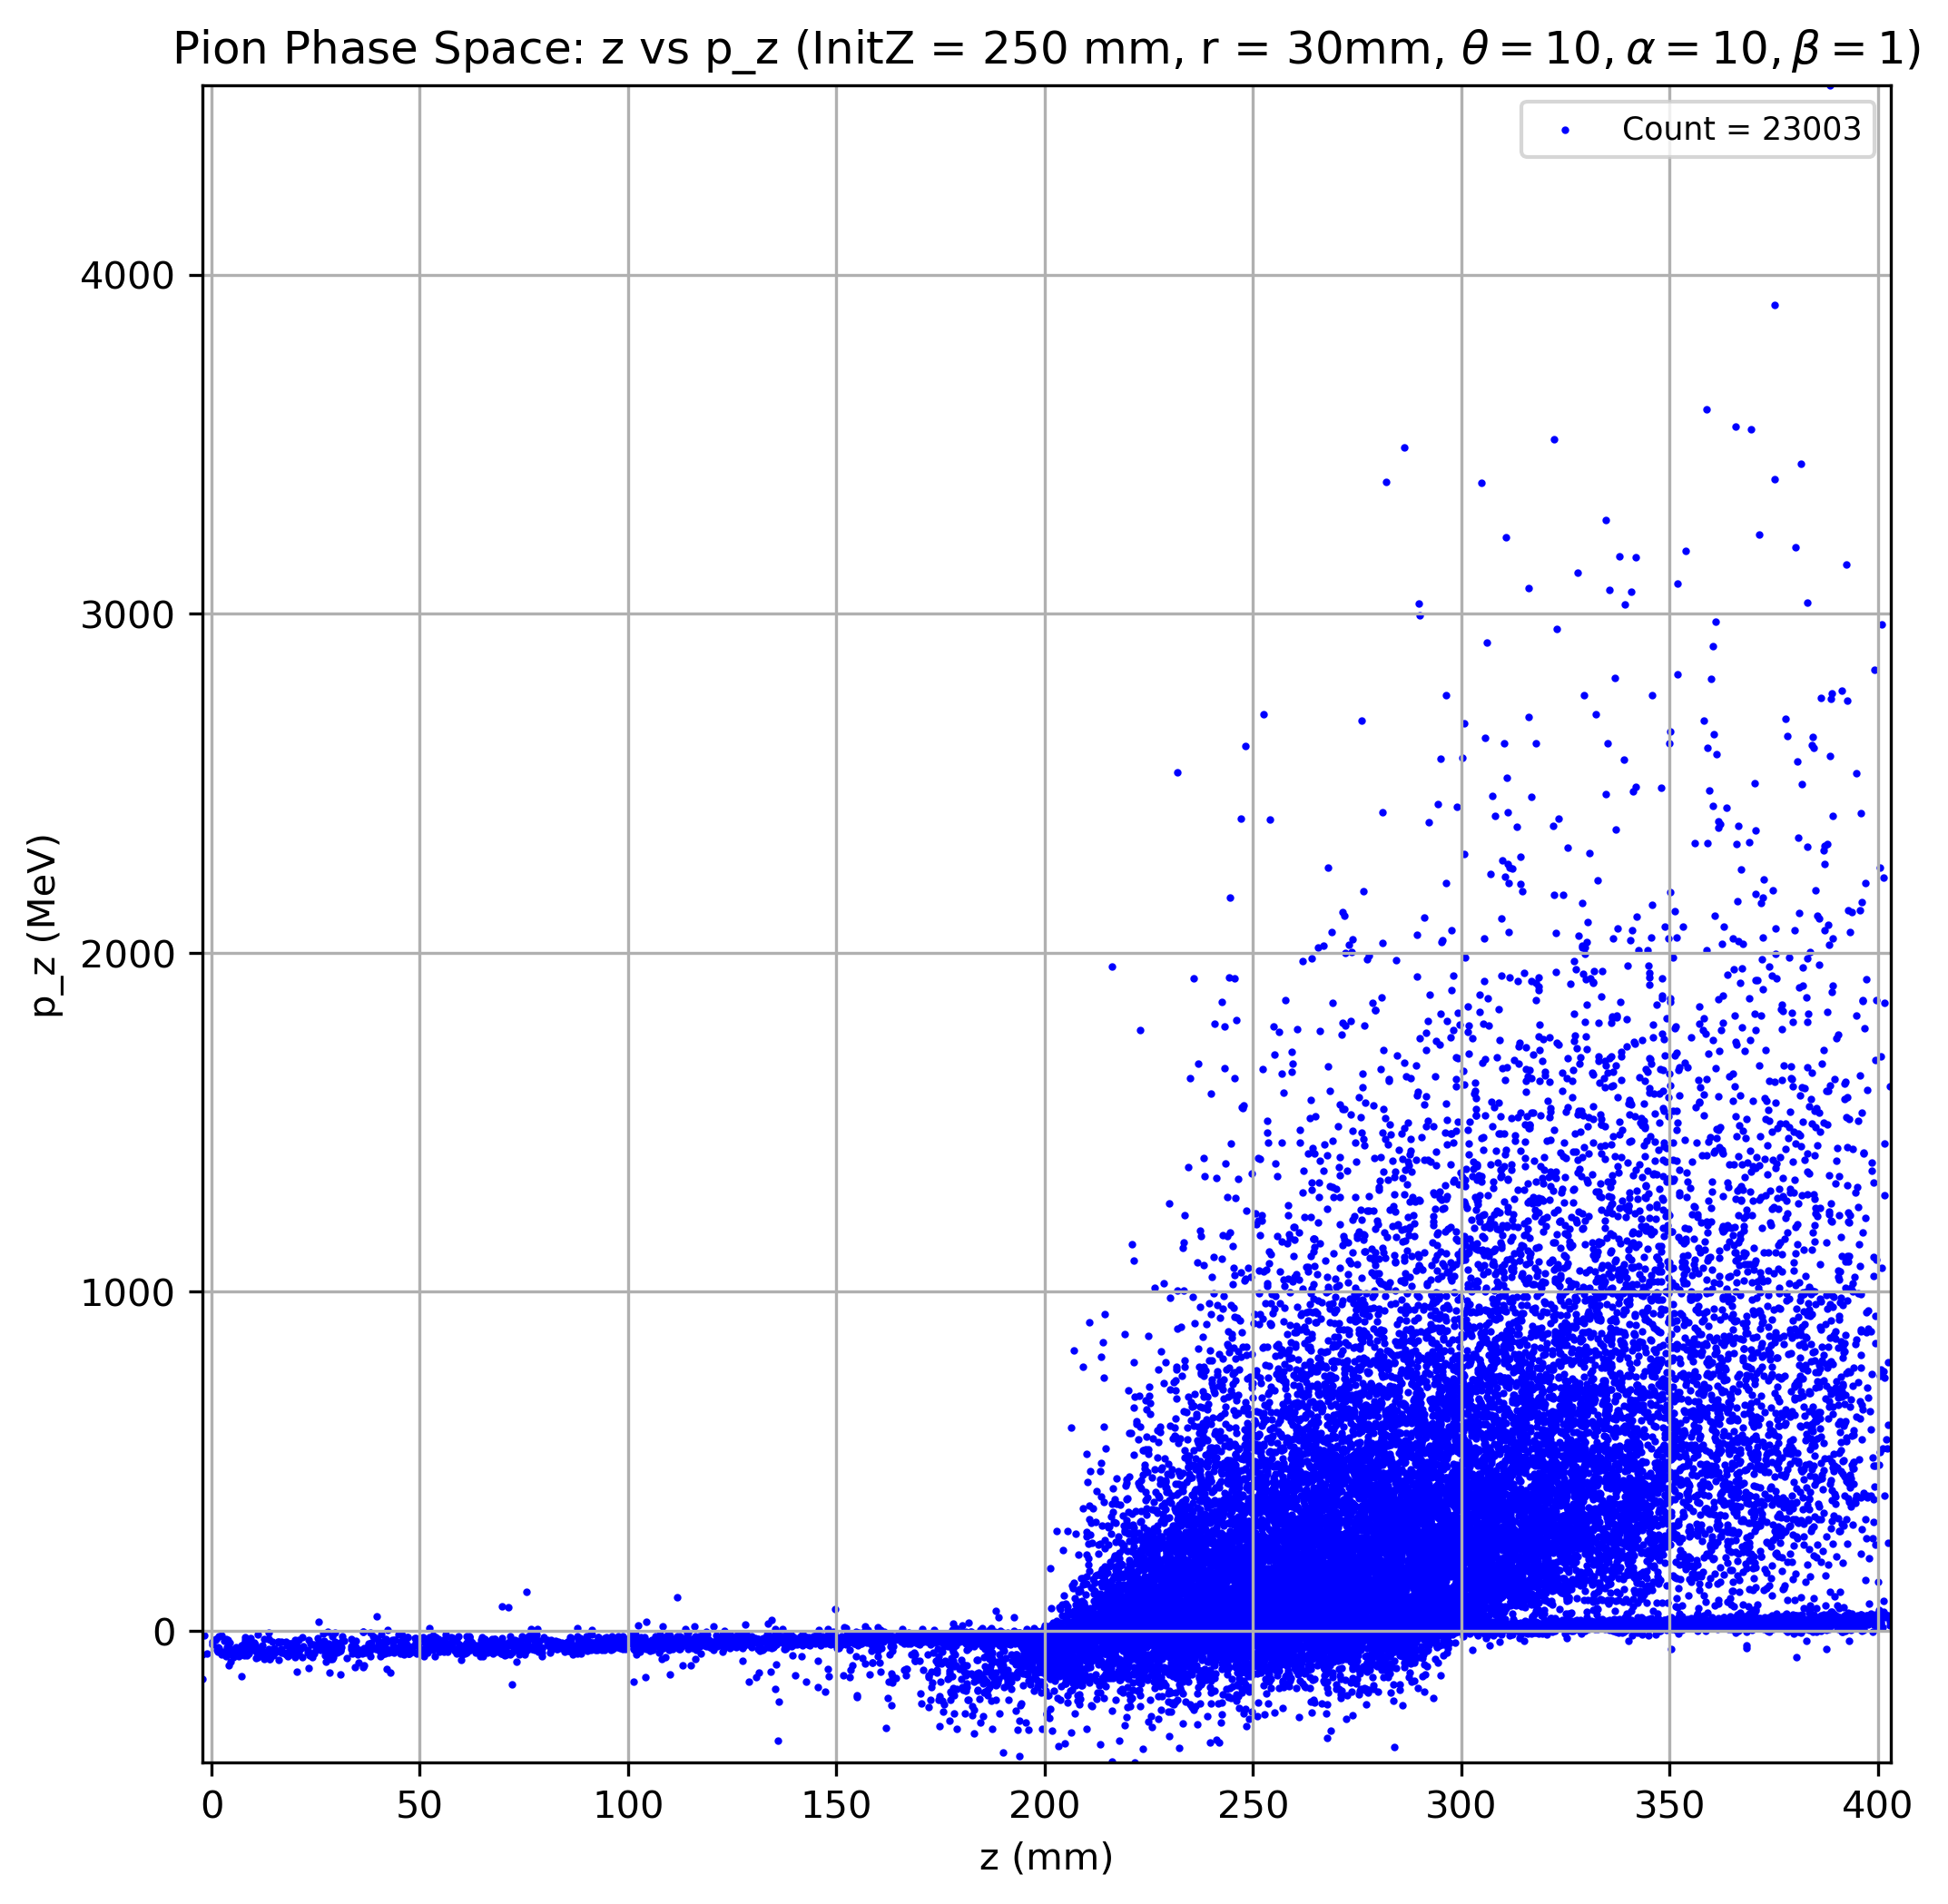 Pion Phase Space: z vs p_z (InitZ = 250 mm, r = 30mm, θ = 10, α = 10, β = 1)
Count = 23003
4000
3000
2000
1000
0
p_z (MeV)
0 50 100 150 200 250 300 350 400
z (mm)